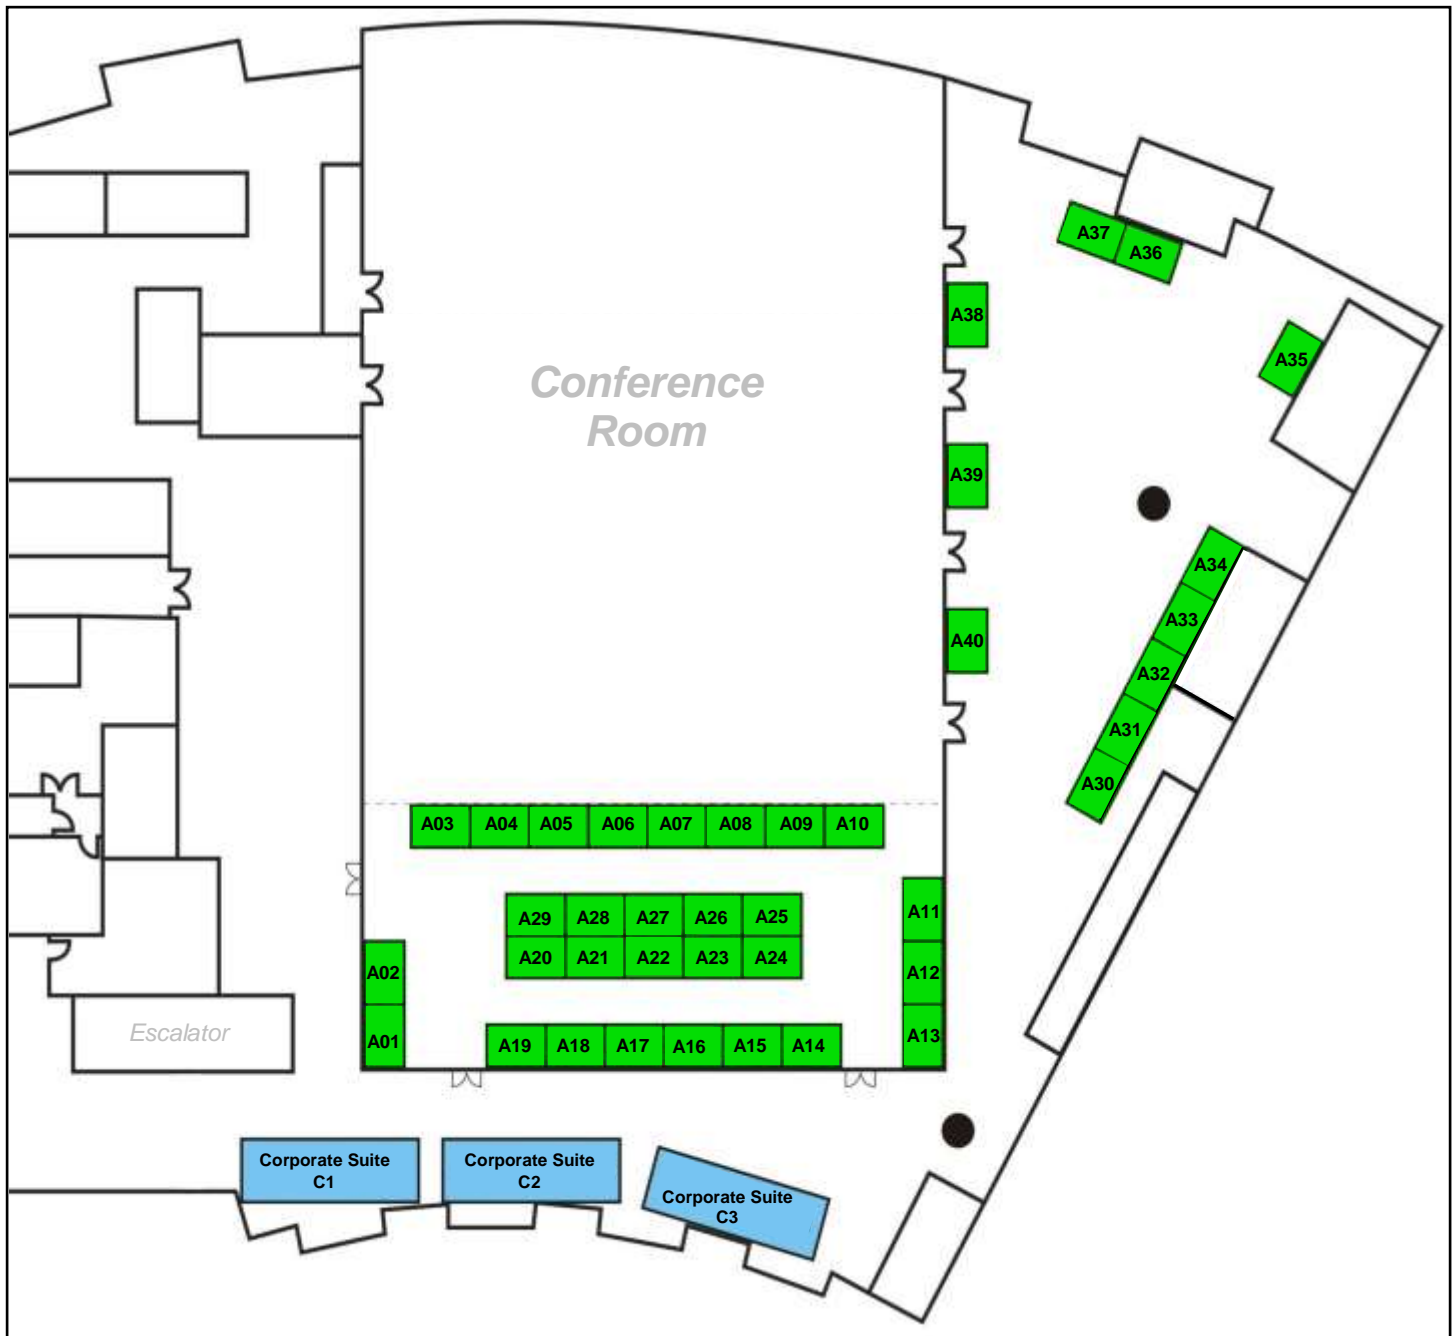 A37
A36
A38
A35
Conference
Room
A39
A34
A33
A40
A32
A31
A30
A03 A04 A05 A06 A07 A08 A09 A10
A29 A28 A27 A26 A25
A11
A20 A21 A22 A23 A24
A02
A12
Escalator
A01
A19 A18 A17 A16 A15 A14
A13
Corporate Suite
C1
Corporate Suite
C2
Corporate Suite
C3